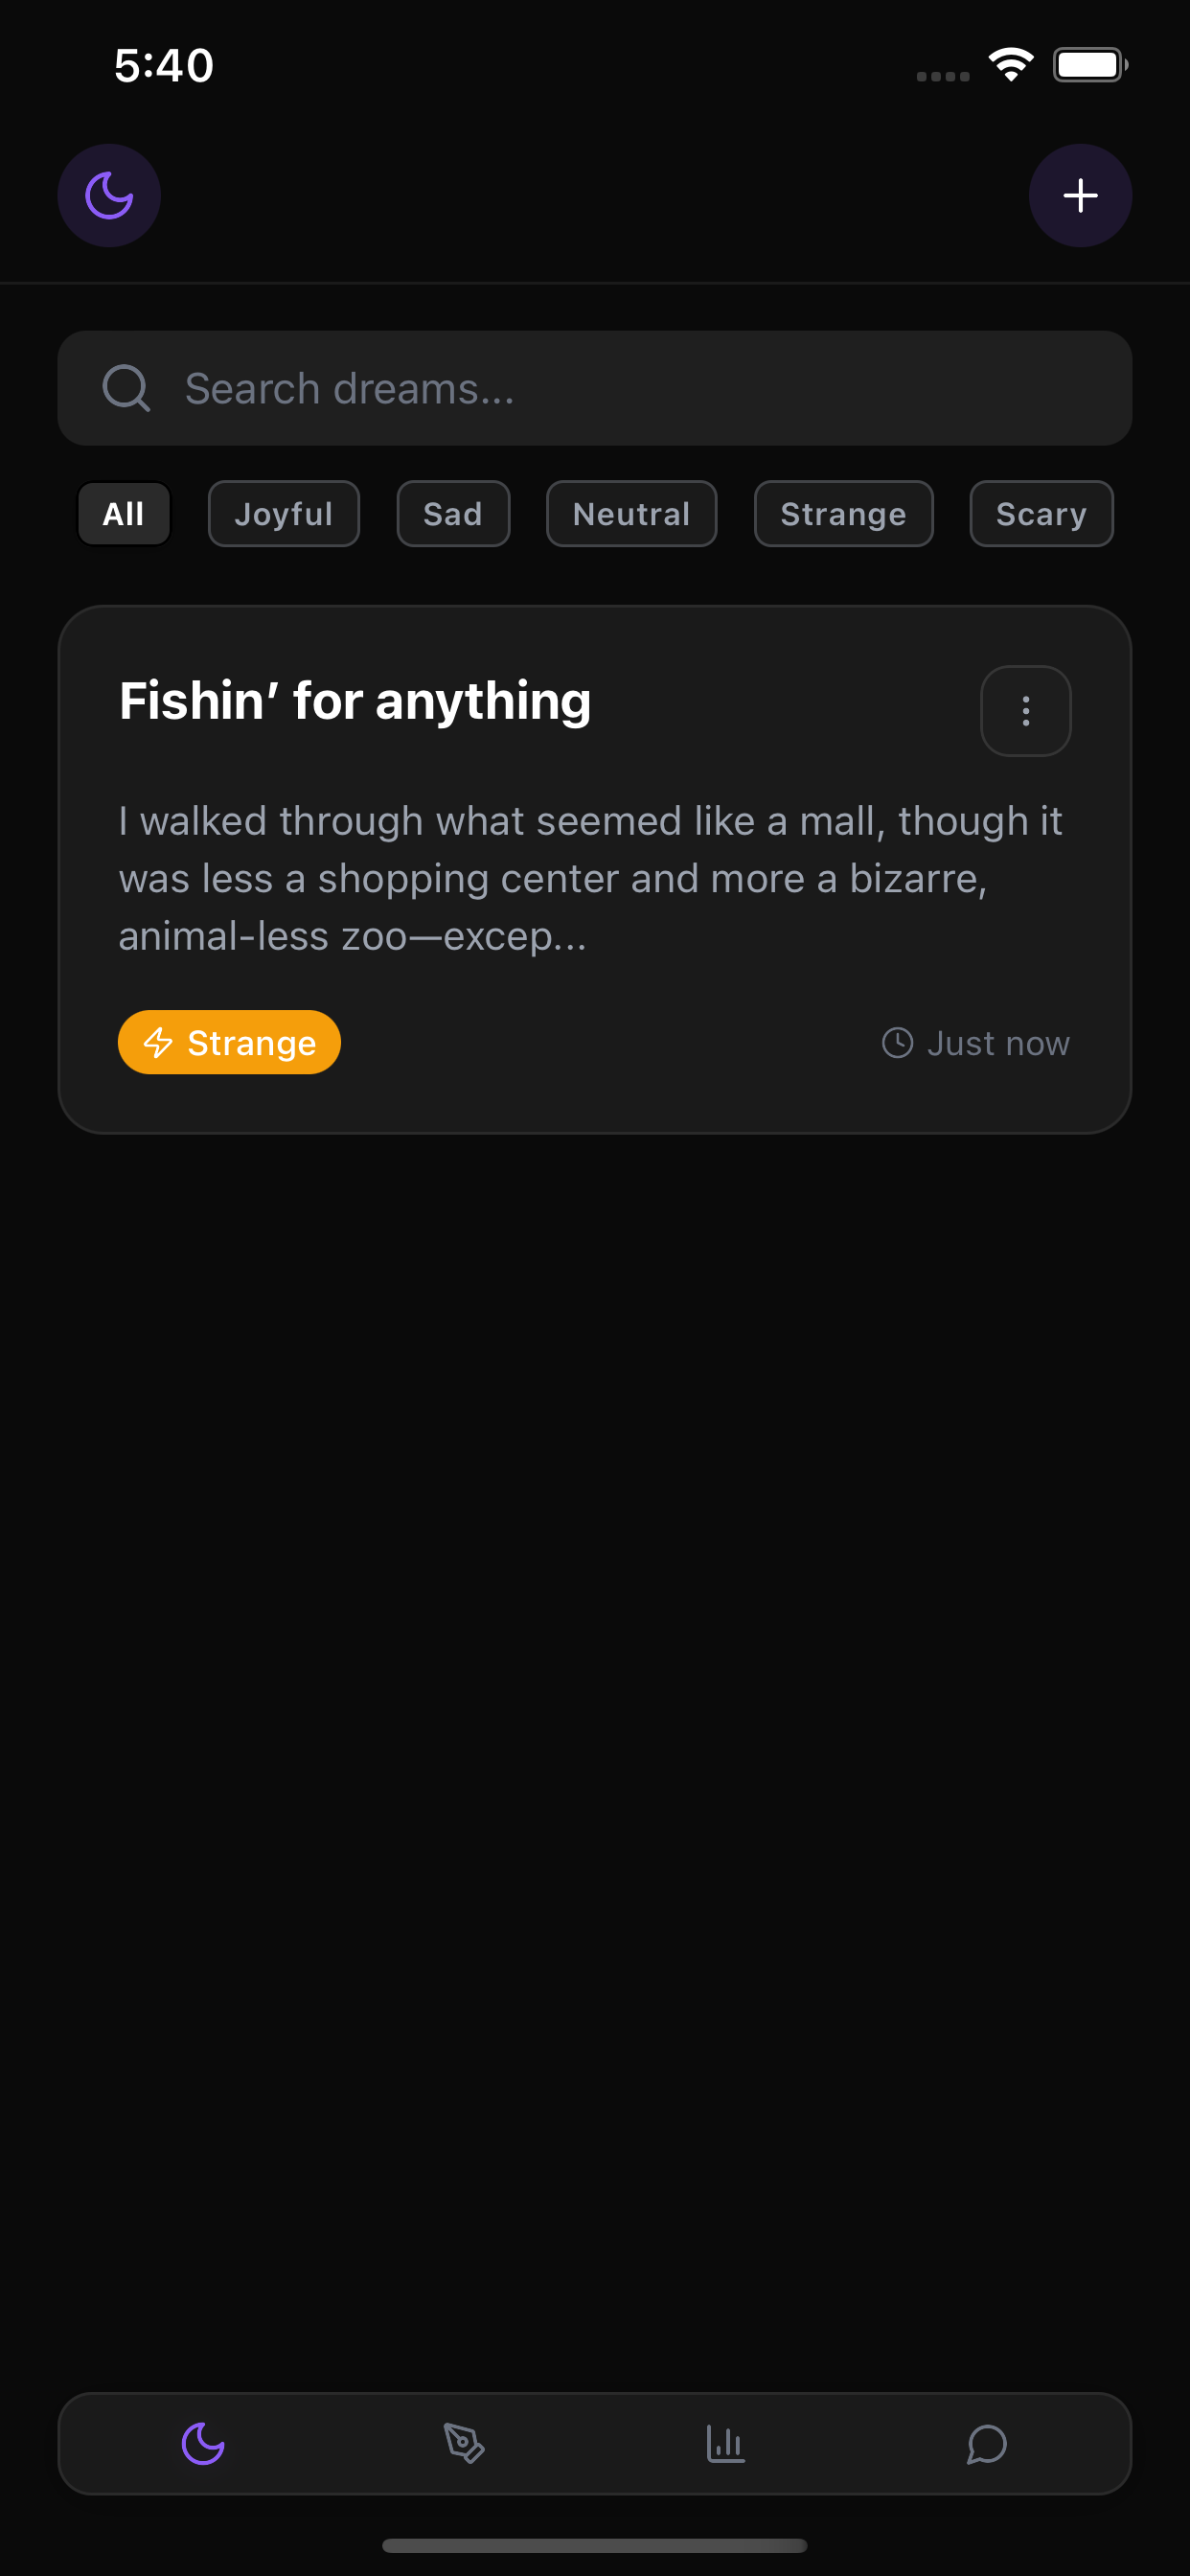 5:40
Search dreams...
All Joyful Sad Neutral Strange Scary
Fishin’ for anything
I walked through what seemed like a mall, though it
was less a shopping center and more a bizarre,
animal-less zoo—excep...
Strange Just now